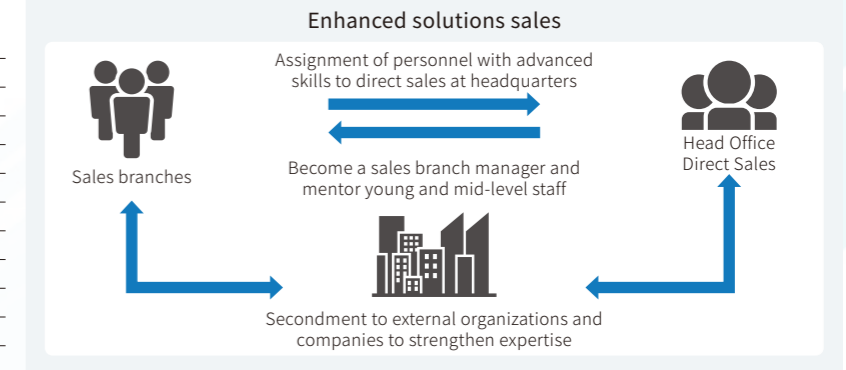 Enhanced solutions sales
Assignment of personnel with advanced
skills to direct sales at headquarters
Sales branches
Head Office
Direct Sales
Become a sales branch manager and
mentor young and mid-level staff
Secondment to external organizations and
companies to strengthen expertise